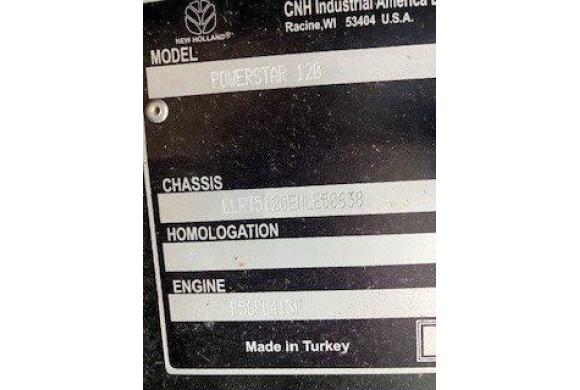 CNH Industrial America
Racine,WI 53404 U.S.A.
NEW HOLLAND®
MODEL
POWERSTAR 120
CHASSIS
HOMOLOGATION
ENGINE
Made in Turkey